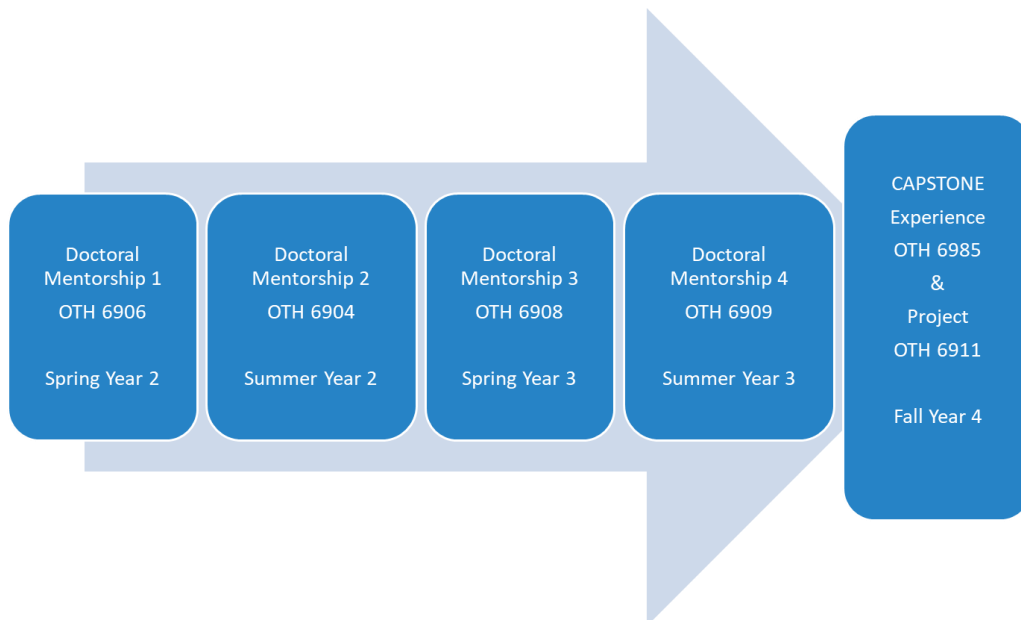 Doctoral
Mentorship 1
OTH 6906
Spring Year 2
Doctoral
Mentorship 2
OTH 6904
Summer Year 2
Doctoral
Mentorship 3
OTH 6908
Spring Year 3
Doctoral
Mentorship 4
OTH 6909
Summer Year 3
CAPSTONE
Experience
OTH 6985
&
Project
OTH 6911
Fall Year 4